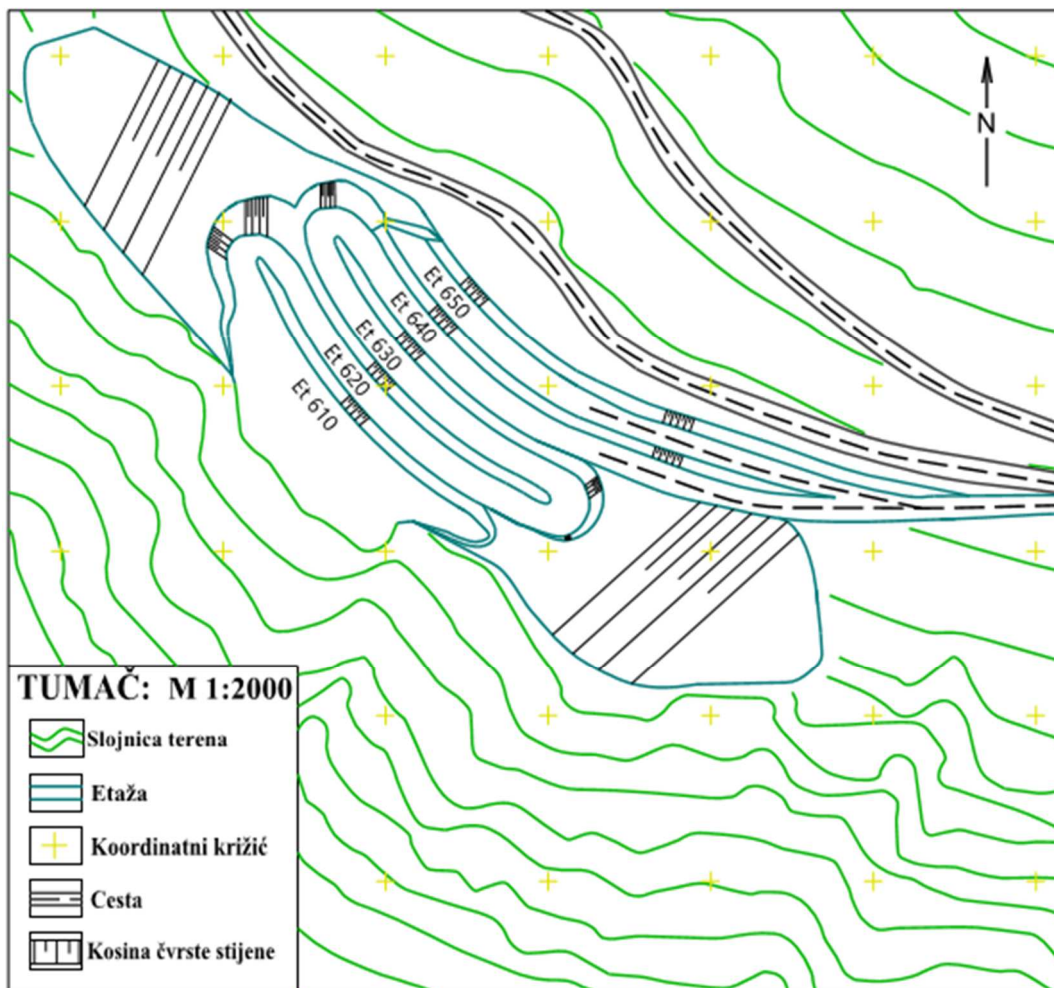 N
Et 650
Et 640
Et 630
Et 620
Et 610
TUMAČ: M 1:2000
Slojnica terena
Etaža
Koordinatni križić
Cesta
Kosina čvrste stijene